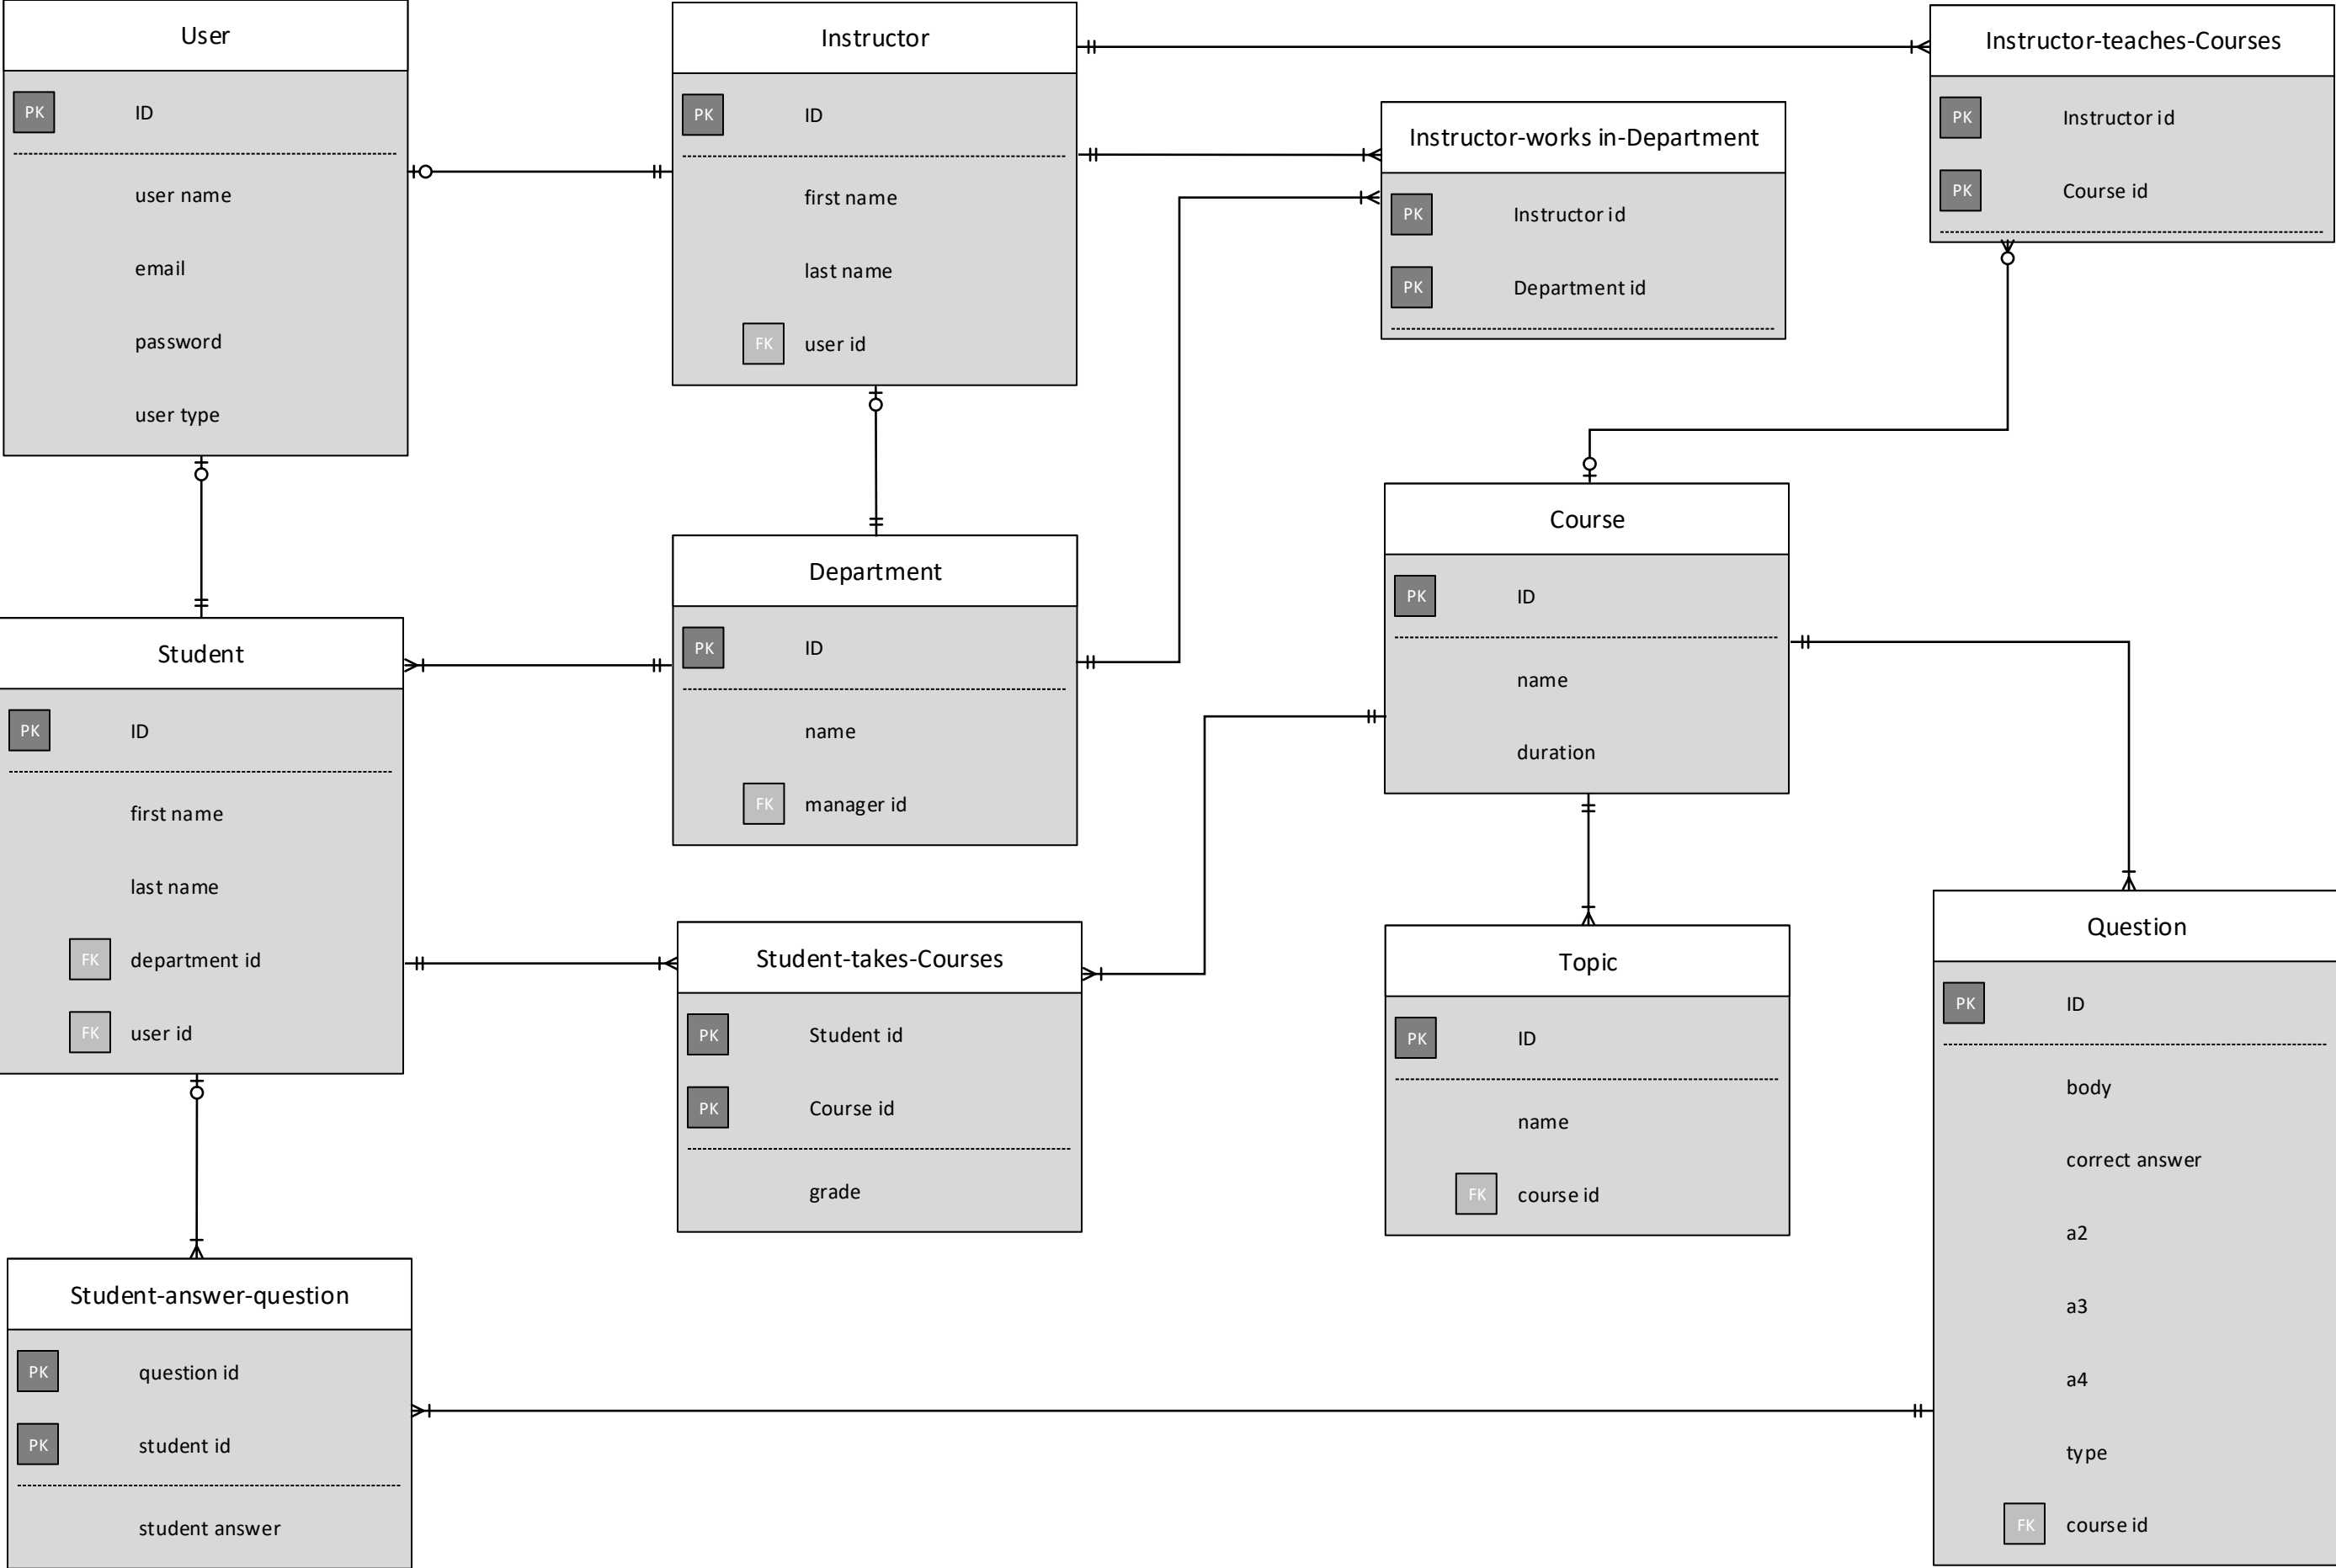 User
PK ID
user name
email
password
user type
Instructor
PK ID
first name
last name
FK user id
Instructor-works in-Department
PK Instructor id
PK Department id
Instructor-teaches-Courses
PK Instructor id
PK Course id
Student
PK ID
first name
last name
FK department id
FK user id
Department
PK ID
name
FK manager id
Course
PK ID
name
duration
Student-takes-Courses
PK Student id
PK Course id
grade
Topic
PK ID
name
FK course id
Question
PK ID
body
correct answer
a2
a3
a4
type
FK course id
Student-answer-question
PK question id
PK student id
student answer